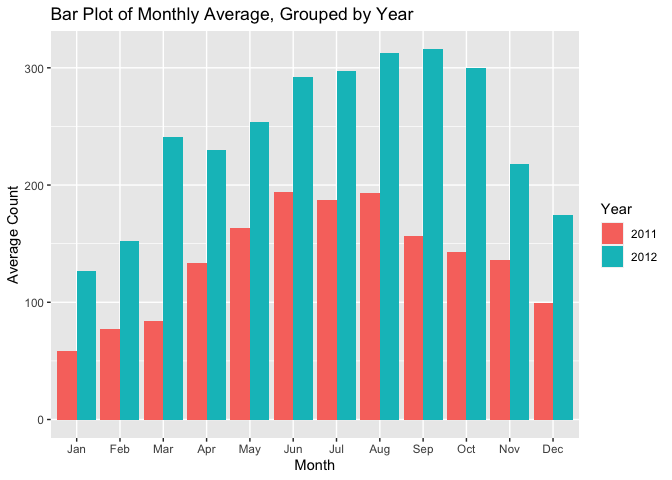 Bar Plot of Monthly Average, Grouped by Year
300
200
100
0
Average Count
Jan Feb Mar Apr May Jun Jul Aug Sep Oct Nov Dec
Month
Year
2011
2012